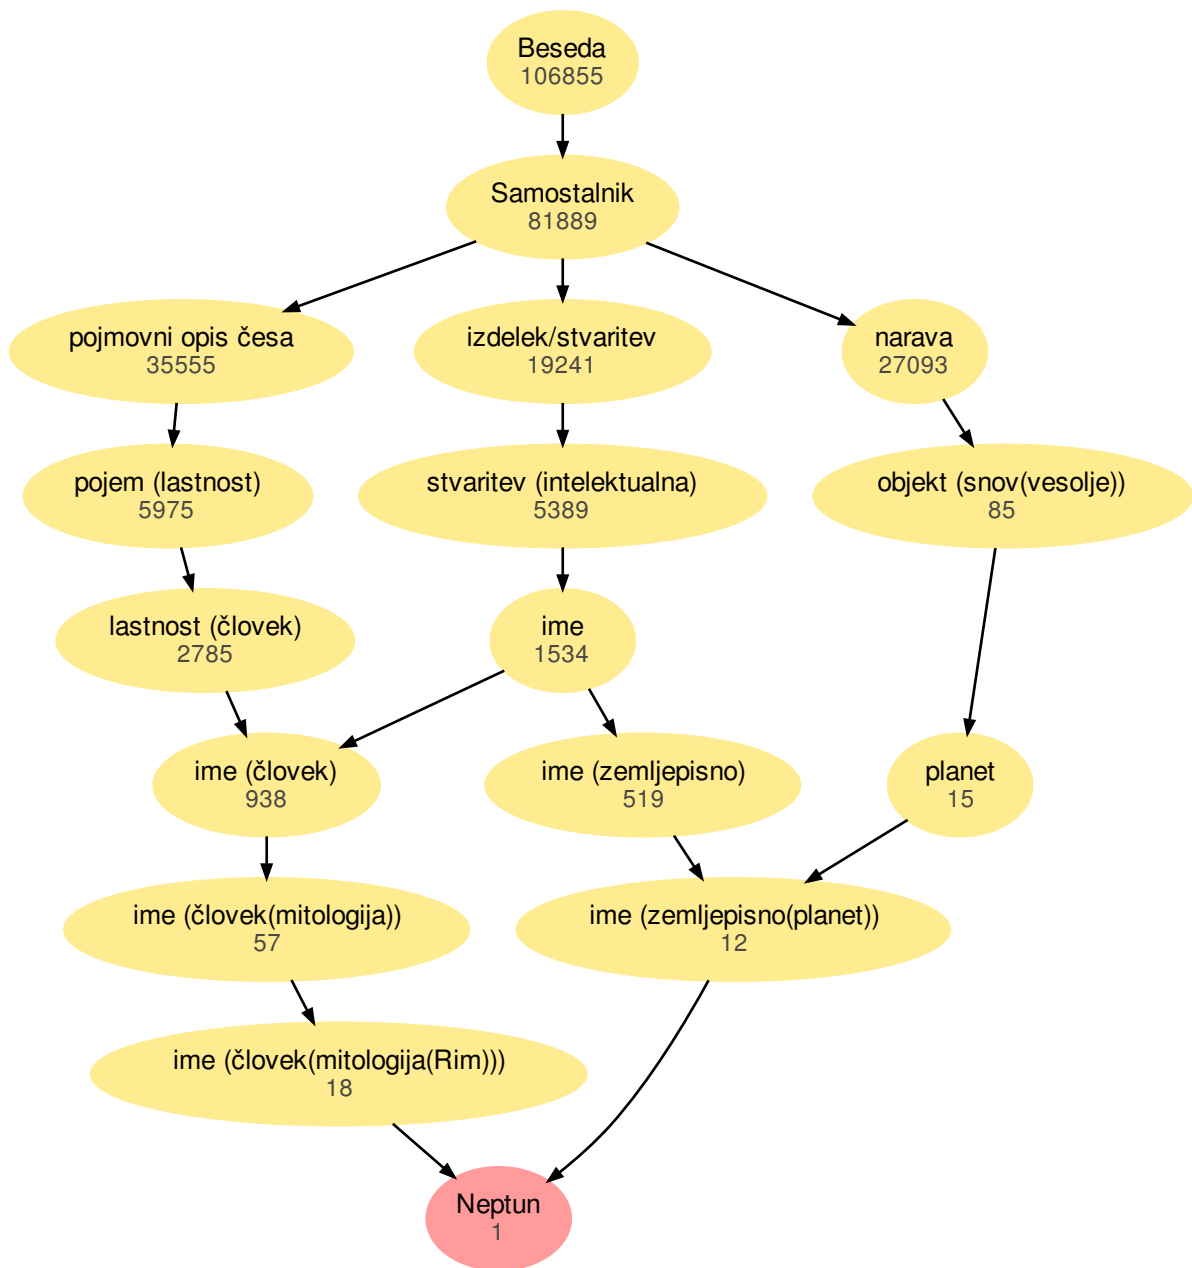 Beseda
106855
Samostalnik
81889
pojmovni opis česa
35555
izdelek/stvaritev
19241
narava
27093
pojem (lastnost)
5975
stvaritev (intelektualna)
5389
objekt (snov(vesolje))
85
lastnost (človek)
2785
ime
1534
ime (človek)
938
ime (zemljepisno)
519
planet
15
ime (človek(mitologija))
57
ime (zemljepisno(planet))
12
ime (človek(mitologija(Rim)))
18
Neptun
1